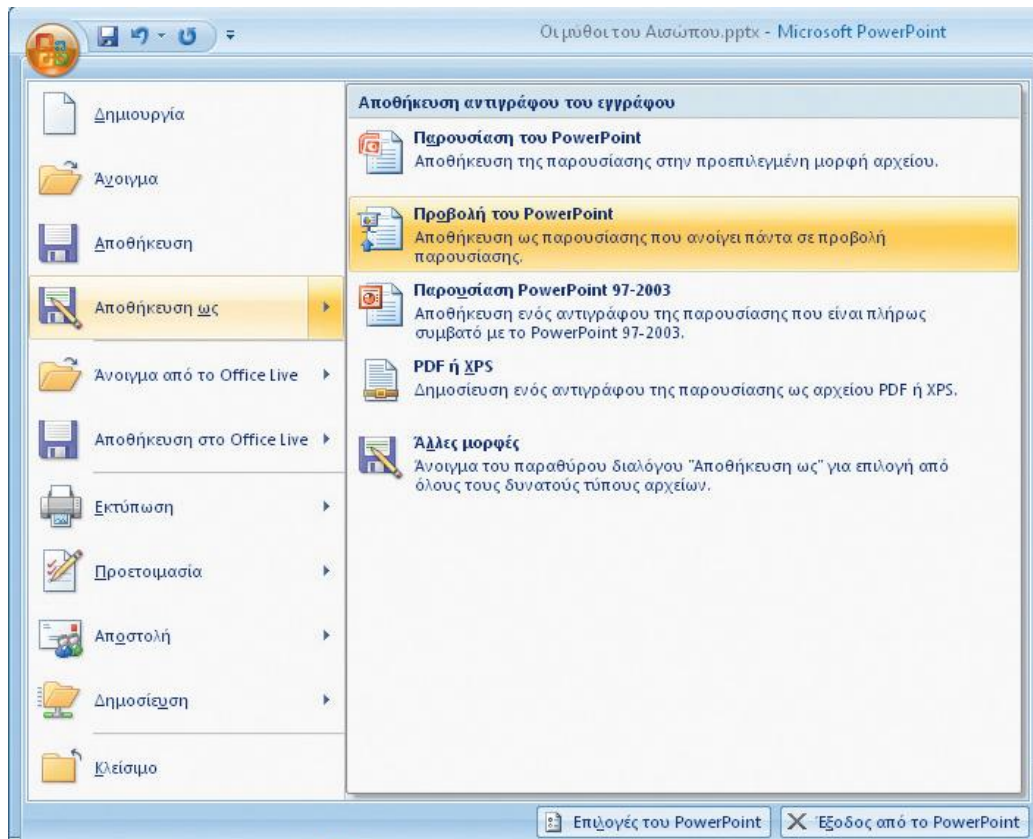 Οι μύθοι του Αισώπου.pptx - Microsoft PowerPoint
Δημιουργία
Άνοιγμα
Αποθήκευση
Αποθήκευση ως
Άνοιγμα από το Office Live
Αποθήκευση στο Office Live
Εκτύπωση
Προετοιμασία
Αποστολή
Δημοσίευση
Κλείσιμο
Αποθήκευση αντιγράφου του εγγράφου
Παρουσίαση του PowerPoint
Αποθήκευση της παρουσίασης στην προεπιλεγμένη μορφή αρχείου.
Προβολή του PowerPoint
Αποθήκευση ως παρουσίασης που ανοίγει πάντα σε προβολή
παρουσίασης.
Παρουσίαση PowerPoint 97-2003
Αποθήκευση ενός αντιγράφου της παρουσίασης που είναι πλήρως
συμβατό με το PowerPoint 97-2003.
PDF ή XPS
Δημοσίευση ενός αντιγράφου της παρουσίασης ως αρχείου PDF ή XPS.
Άλλες μορφές
Άνοιγμα του παραθύρου διαλόγου "Αποθήκευση ως" για επιλογή από
όλους τους δυνατούς τύπους αρχείων.
Επιλογές του PowerPoint
Έξοδος από το PowerPoint